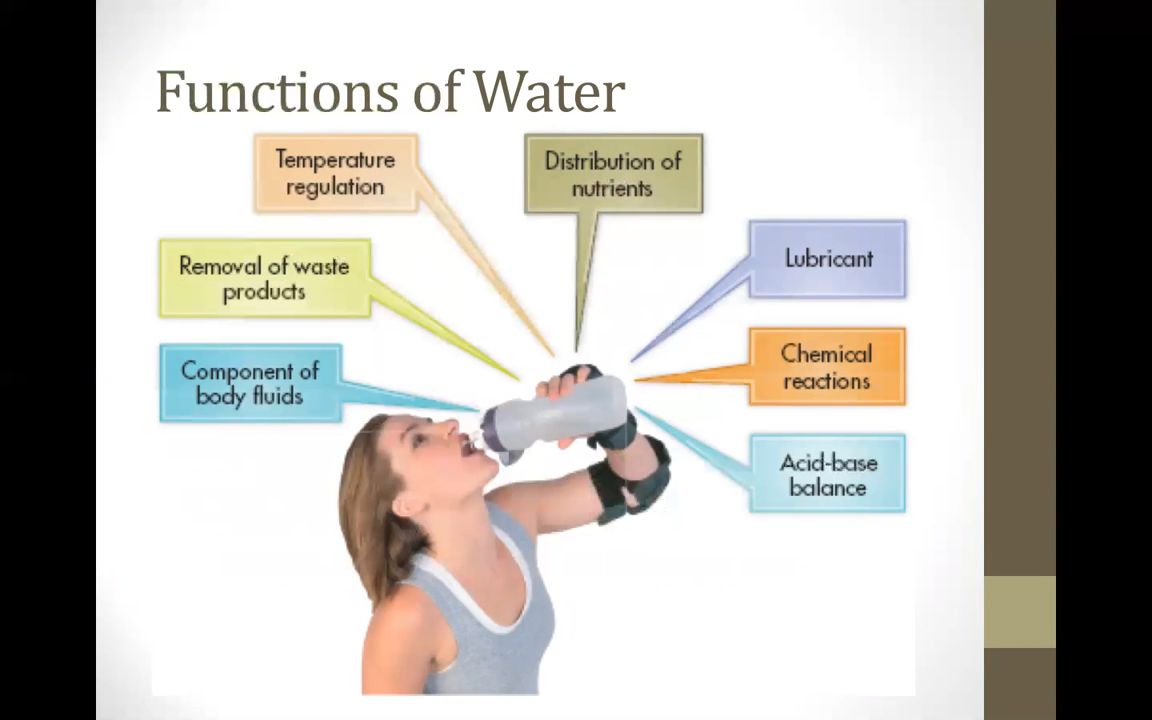 Functions of Water
Temperature
regulation
Distribution of
nutrients
Removal of waste
products
Lubricant
Component of
body fluids
Chemical
reactions
Acid-base
balance